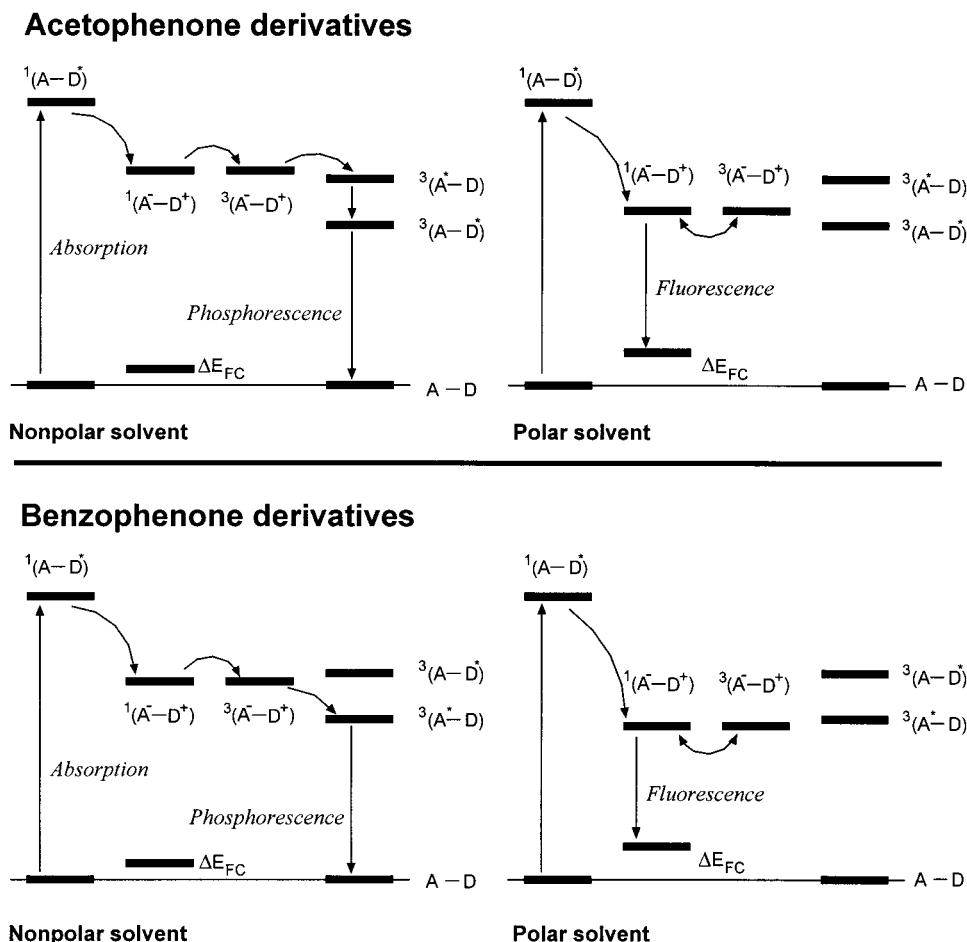 Acetophenone derivatives
¹(A—D*)
¹(A⁻—D⁺)
³(A⁻—D⁺)
³(A*—D)
³(A—D*)
Absorption
Phosphorescence
ΔE_FC
A—D
Nonpolar solvent
¹(A—D*)
¹(A⁻—D⁺)
³(A⁻—D⁺)
³(A*—D)
³(A—D*)
Fluorescence
ΔE_FC
A—D
Polar solvent
Benzophenone derivatives
¹(A—D*)
¹(A⁻—D⁺)
³(A⁻—D⁺)
³(A—D*)
³(A*—D)
Absorption
Phosphorescence
ΔE_FC
A—D
Nonpolar solvent
¹(A—D*)
¹(A⁻—D⁺)
³(A⁻—D⁺)
³(A—D*)
³(A*—D)
Fluorescence
ΔE_FC
A—D
Polar solvent